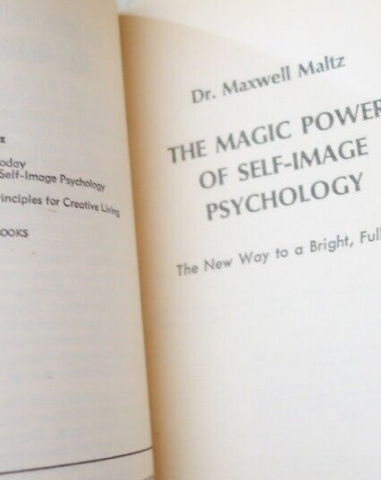 z
oday
Self-Image Psychology
inciples for Creative Living
OOKS
Dr. Maxwell Maltz
THE MAGIC POWER
OF SELF-IMAGE
PSYCHOLOGY
The New Way to a Bright, Full